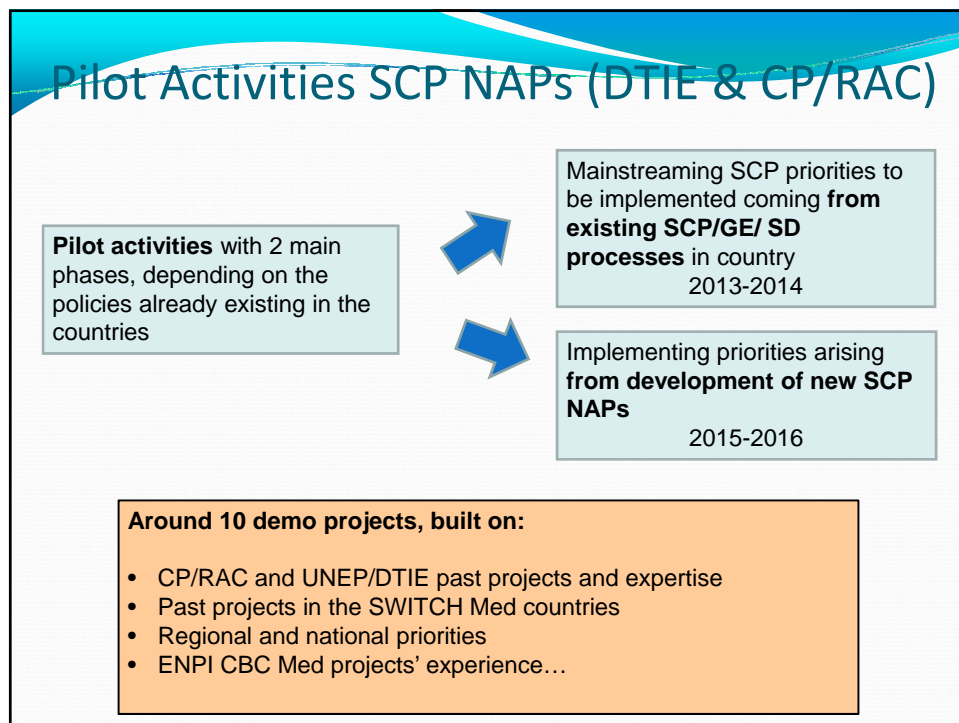 Pilot Activities SCP NAPs (DTIE & CP/RAC)
Pilot activities with 2 main
phases, depending on the
policies already existing in the
countries
Mainstreaming SCP priorities to
be implemented coming from
existing SCP/GE/ SD
processes in country
2013-2014
Implementing priorities arising
from development of new SCP
NAPs
2015-2016
Around 10 demo projects, built on:
• CP/RAC and UNEP/DTIE past projects and expertise
• Past projects in the SWITCH Med countries
• Regional and national priorities
• ENPI CBC Med projects’ experience…